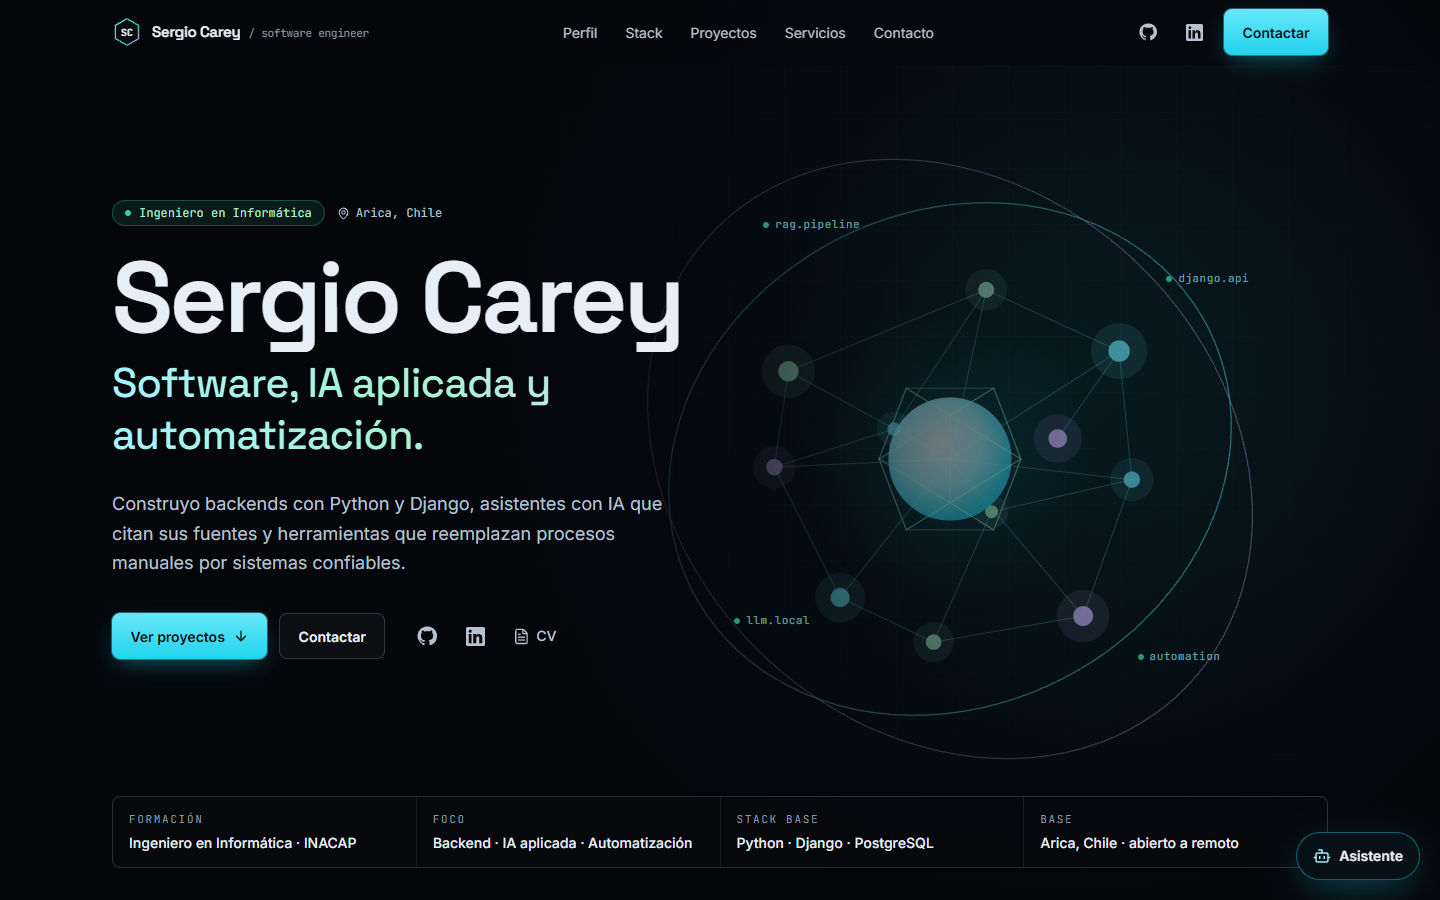 SC Sergio Carey / software engineer
Perfil Stack Proyectos Servicios Contacto
Contactar
Ingeniero en Informática Arica, Chile
Sergio Carey
Software, IA aplicada y
automatización.
Construyo backends con Python y Django, asistentes con IA que
citan sus fuentes y herramientas que reemplazan procesos
manuales por sistemas confiables.
Ver proyectos Contactar CV
rag.pipeline
django.api
llm.local
automation
FORMACIÓN
Ingeniero en Informática · INACAP
FOCO
Backend · IA aplicada · Automatización
STACK BASE
Python · Django · PostgreSQL
BASE
Arica, Chile · abierto a remoto
Asistente